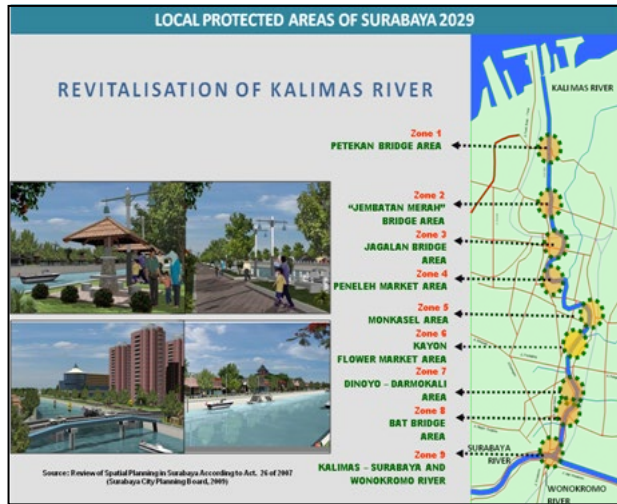 LOCAL PROTECTED AREAS OF SURABAYA 2029
REVITALISATION OF KALIMAS RIVER
KALIMAS RIVER
Zone 1
PETEKAN BRIDGE AREA
Zone 2
"JEMBATAN MERAH"
BRIDGE AREA
Zone 3
JAGALAN BRIDGE
AREA
Zone 4
PENELEH MARKET AREA
Zone 5
MONKASEL AREA
Zone 6
KAYON
FLOWER MARKET AREA
Zone 7
DINOYO – DARMOKALI
AREA
Zone 8
BAT BRIDGE
AREA
Zone 9
KALIMAS – SURABAYA AND
WONOKROMO RIVER
SURABAYA
RIVER
WONOKROMO
RIVER
Source: Review of Spatial Planning in Surabaya According to Act. 26 of 2007
(Surabaya City Planning Board, 2009)